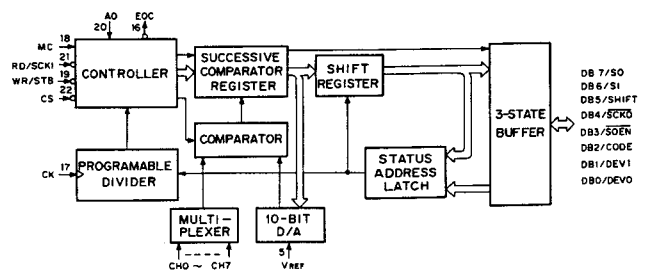 AO
20
EOC
16
MC 18
21
RD/SCKI
19
WR/STB
22
CS
CONTROLLER
SUCCESSIVE
COMPARATOR
REGISTER
SHIFT
REGISTER
3-STATE
BUFFER
DB 7/SO
DB6/SI
DB5/SHIFT
DB4/SCKO
DB3/SOEN
DB2/CODE
DB1/DEV1
DB0/DEV0
COMPARATOR
CK 17
PROGRAMABLE
DIVIDER
STATUS
ADDRESS
LATCH
MULTI-
PLEXER
10-BIT
D/A
CH0 ~ CH7
5
VREF